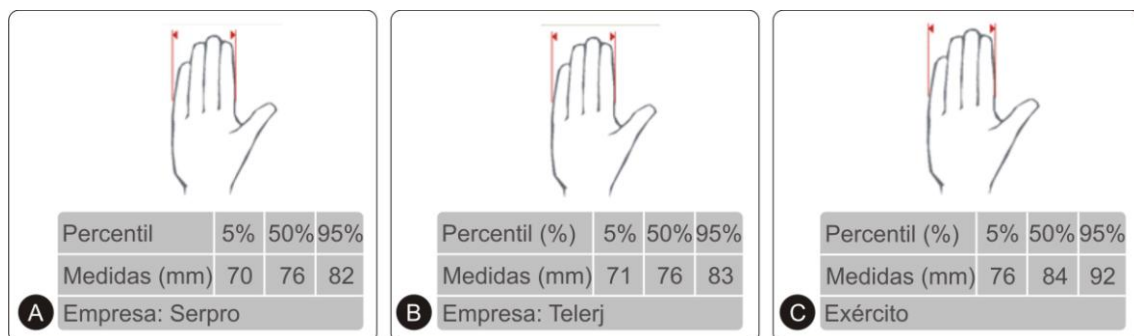 Percentil 5% 50% 95%
Medidas (mm) 70 76 82
A Empresa: Serpro
Percentil (%) 5% 50% 95%
Medidas (mm) 71 76 83
B Empresa: Telerj
Percentil (%) 5% 50% 95%
Medidas (mm) 76 84 92
C Exército